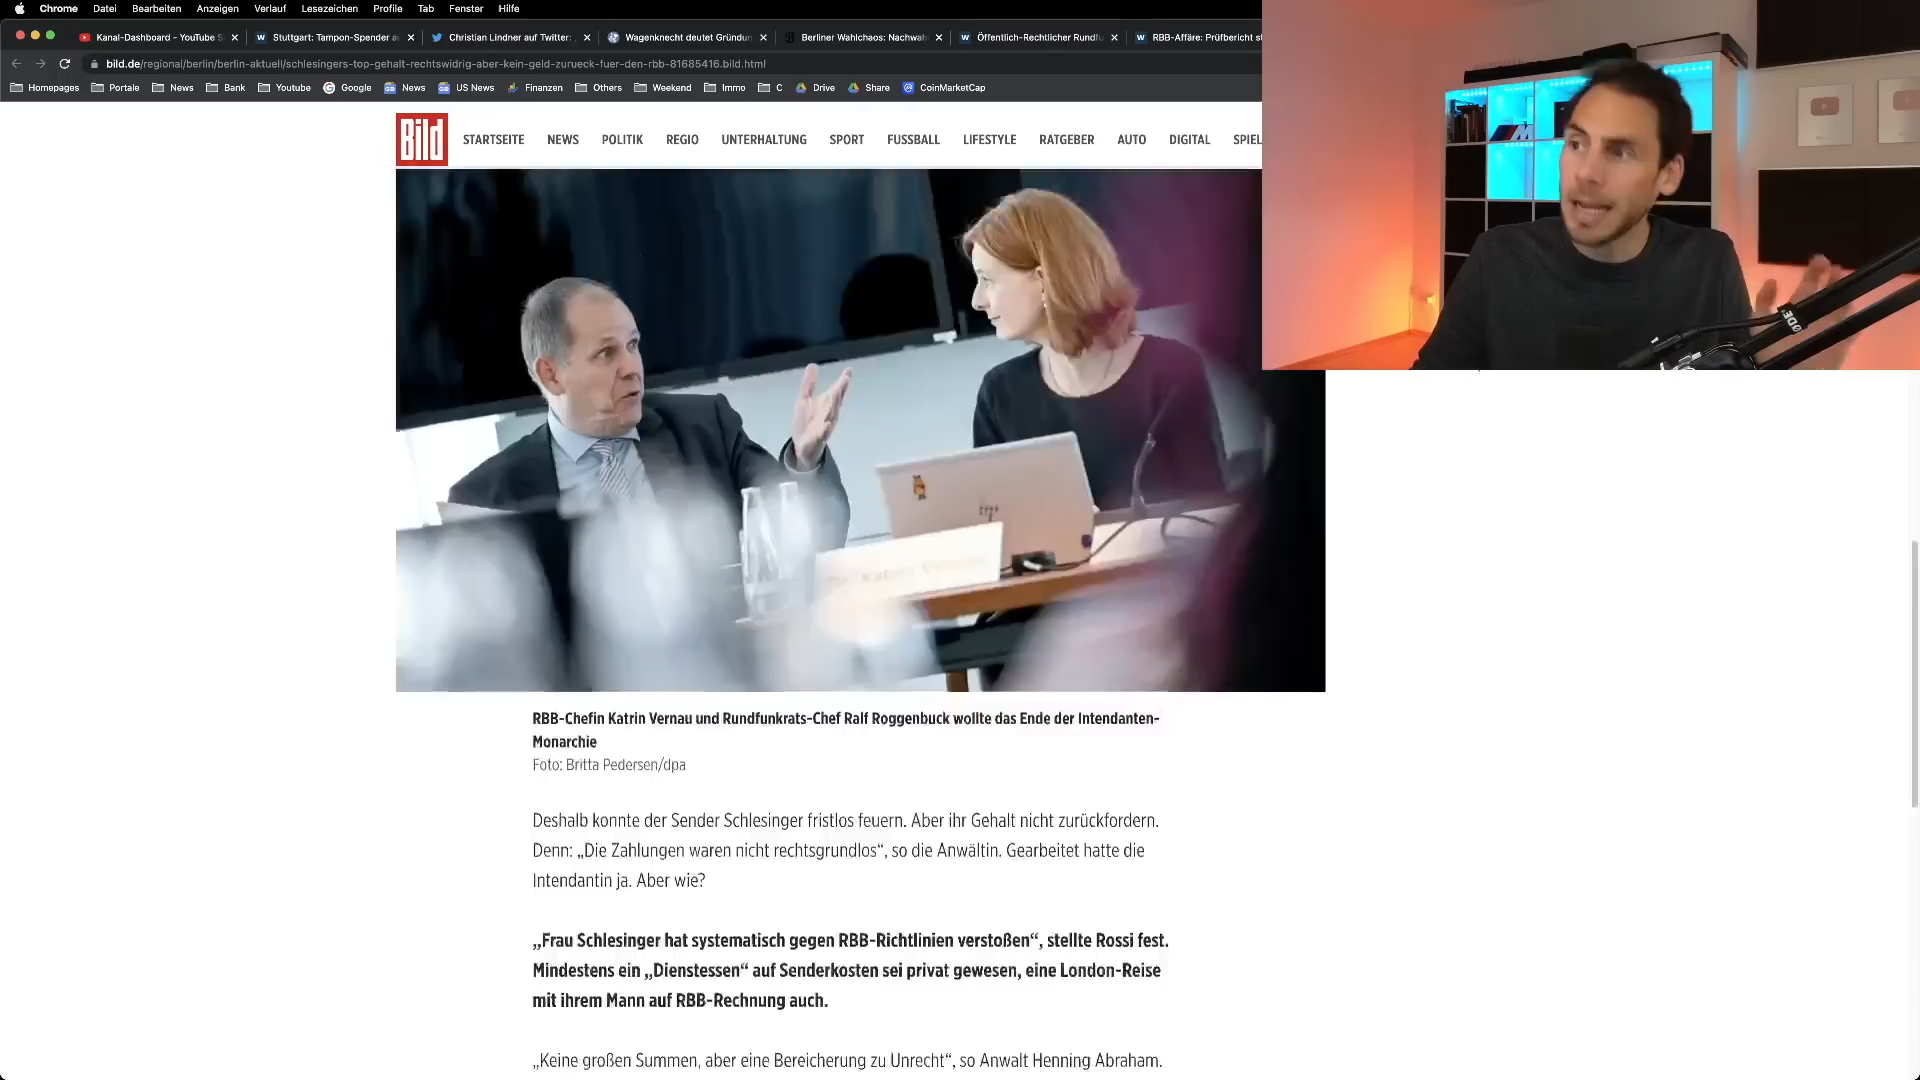 Chrome Datei Bearbeiten Anzeigen Verlauf Lesezeichen Profile Tab Fenster Hilfe
Kanal-Dashboard – YouTube S
Stuttgart: Tampon-Spender a
Christian Lindner auf Twitter:
Wagenknecht deutet Gründun
Berliner Wahlchaos: Nachwah
Öffentlich-Rechtlicher Rundfu
RBB-Affäre: Prüfbericht st
bild.de/regional/berlin/berlin-aktuell/schlesingers-top-gehalt-rechtswidrig-aber-kein-geld-zurueck-fuer-den-rbb-81685416.bild.html
Homepages Portale News Bank Youtube Google News US News Finanzen Others Weekend Immo C Drive Share CoinMarketCap
Bild STARTSEITE NEWS POLITIK REGIO UNTERHALTUNG SPORT FUSSBALL LIFESTYLE RATGEBER AUTO DIGITAL SPIEL
RØDE
RBB-Chefin Katrin Vernau und Rundfunkrats-Chef Ralf Roggenbuck wollte das Ende der Intendanten-
Monarchie
Foto: Britta Pedersen/dpa
Deshalb konnte der Sender Schlesinger fristlos feuern. Aber ihr Gehalt nicht zurückfordern.
Denn: „Die Zahlungen waren nicht rechtsgrundlos“, so die Anwältin. Gearbeitet hatte die
Intendantin ja. Aber wie?
„Frau Schlesinger hat systematisch gegen RBB-Richtlinien verstoßen“, stellte Rossi fest.
Mindestens ein „Dienstessen“ auf Senderkosten sei privat gewesen, eine London-Reise
mit ihrem Mann auf RBB-Rechnung auch.
„Keine großen Summen, aber eine Bereicherung zu Unrecht“, so Anwalt Henning Abraham.